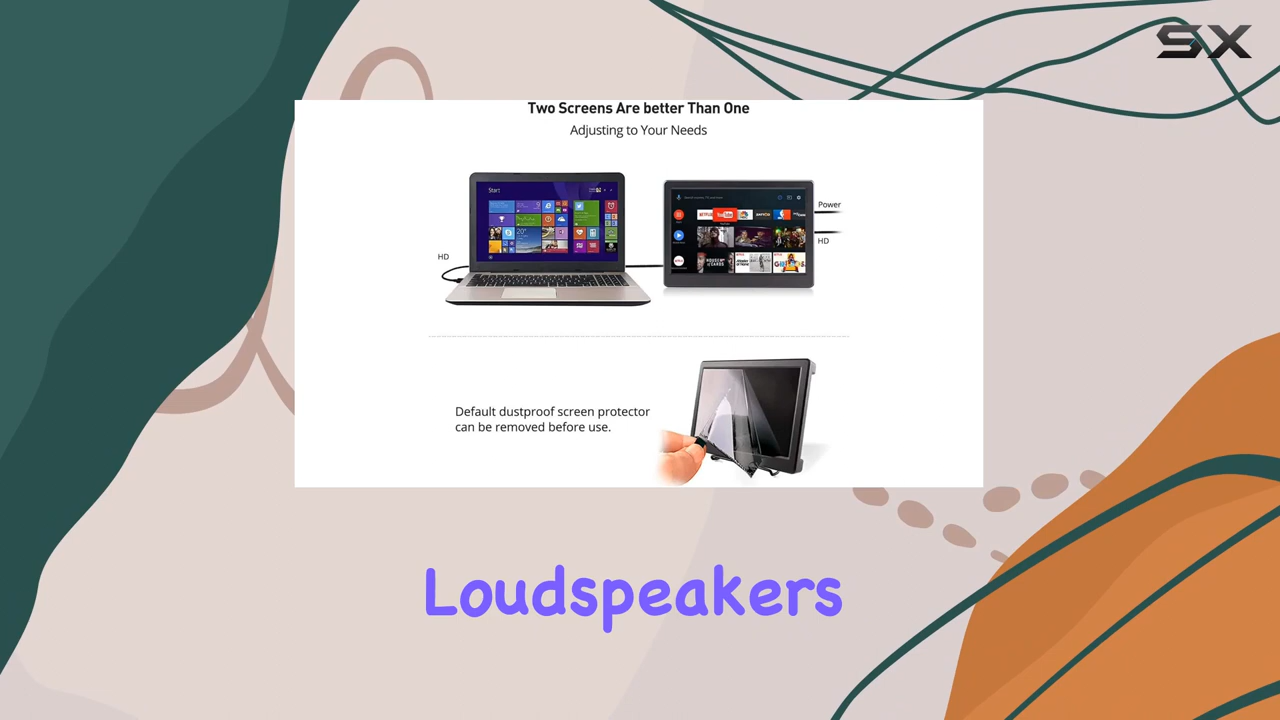 SX
Two Screens Are better Than One
Adjusting to Your Needs
Start
YouTube
HD
Power
HD
Default dustproof screen protector
can be removed before use.
Loudspeakers